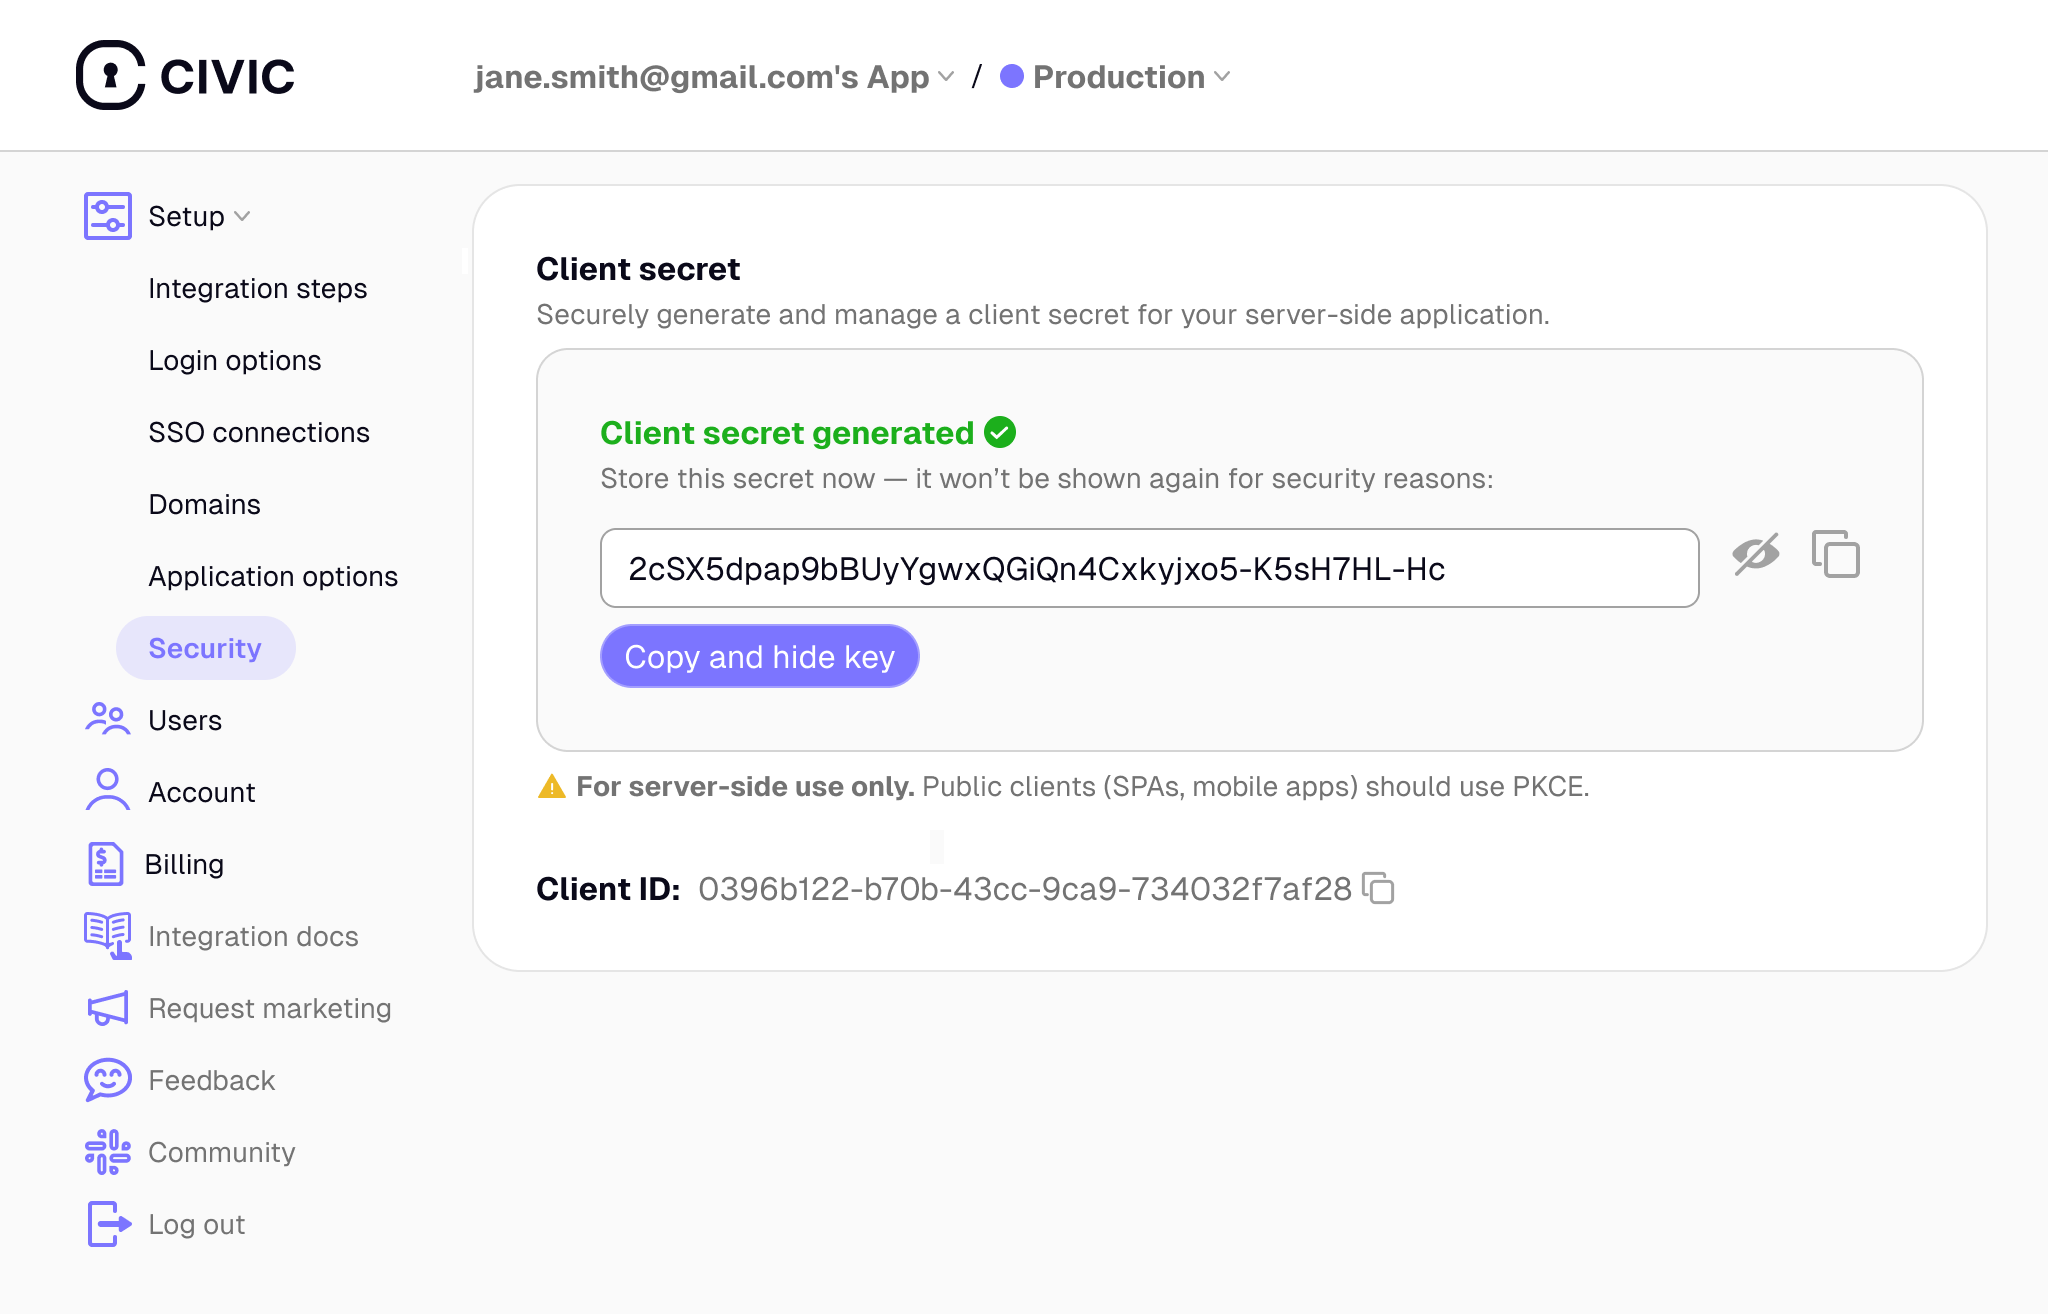 CIVIC
jane.smith@gmail.com's App / Production
Setup
Integration steps
Login options
SSO connections
Domains
Application options
Security
Users
Account
Billing
Integration docs
Request marketing
Feedback
Community
Log out
Client secret
Securely generate and manage a client secret for your server-side application.
Client secret generated
Store this secret now — it won’t be shown again for security reasons:
2cSX5dpap9bBUyYgwxQGiQn4Cxkyjxo5-K5sH7HL-Hc
Copy and hide key
For server-side use only. Public clients (SPAs, mobile apps) should use PKCE.
Client ID: 0396b122-b70b-43cc-9ca9-734032f7af28